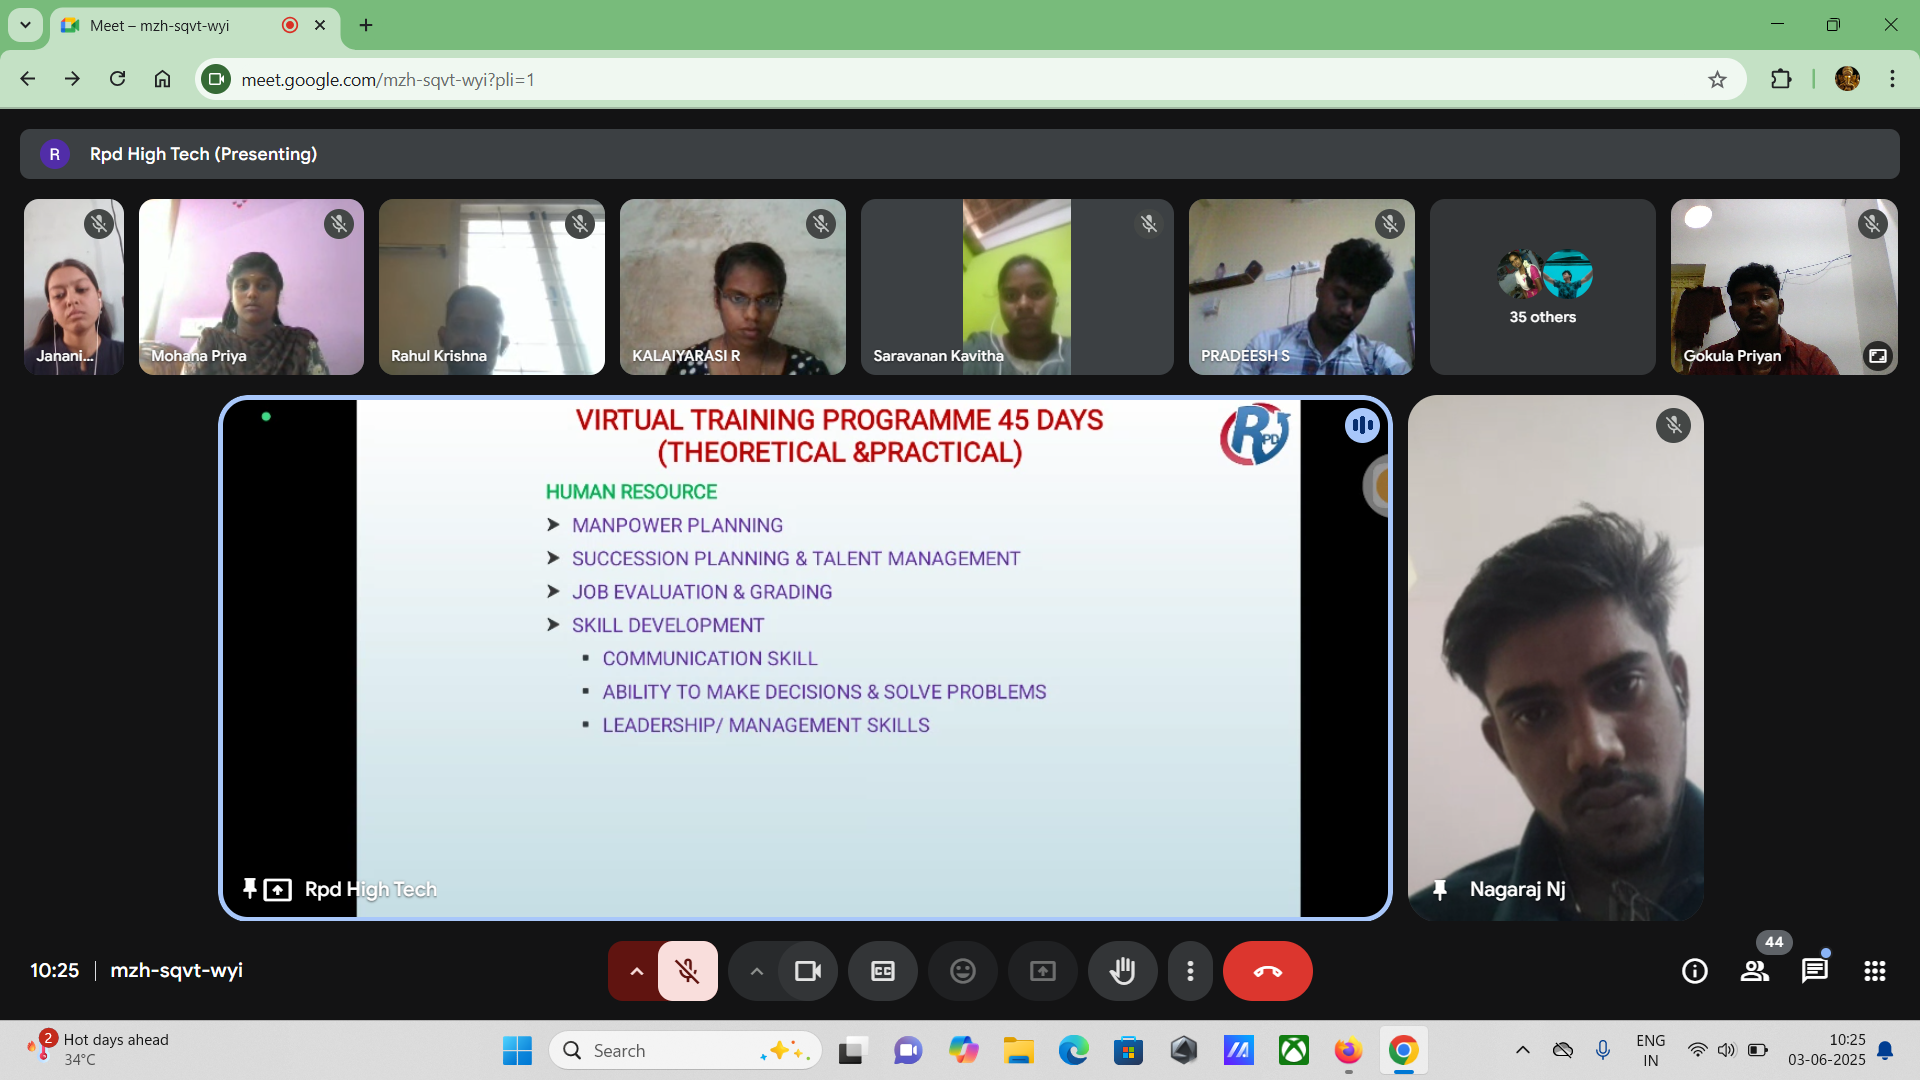 Meet – mzh-sqvt-wyi
meet.google.com/mzh-sqvt-wyi?pli=1
R
Rpd High Tech (Presenting)
Janani...
Mohana Priya
Rahul Krishna
KALAIYARASI R
Saravanan Kavitha
PRADEESH S
35 others
Gokula Priyan
VIRTUAL TRAINING PROGRAMME 45 DAYS
(THEORETICAL &PRACTICAL)
RPD
HUMAN RESOURCE
MANPOWER PLANNING
SUCCESSION PLANNING & TALENT MANAGEMENT
JOB EVALUATION & GRADING
SKILL DEVELOPMENT
COMMUNICATION SKILL
ABILITY TO MAKE DECISIONS & SOLVE PROBLEMS
LEADERSHIP/ MANAGEMENT SKILLS
Rpd High Tech
Nagaraj Nj
10:25 | mzh-sqvt-wyi
CC
44
2
Hot days ahead
34°C
Search
ENG
IN
10:25
03-06-2025